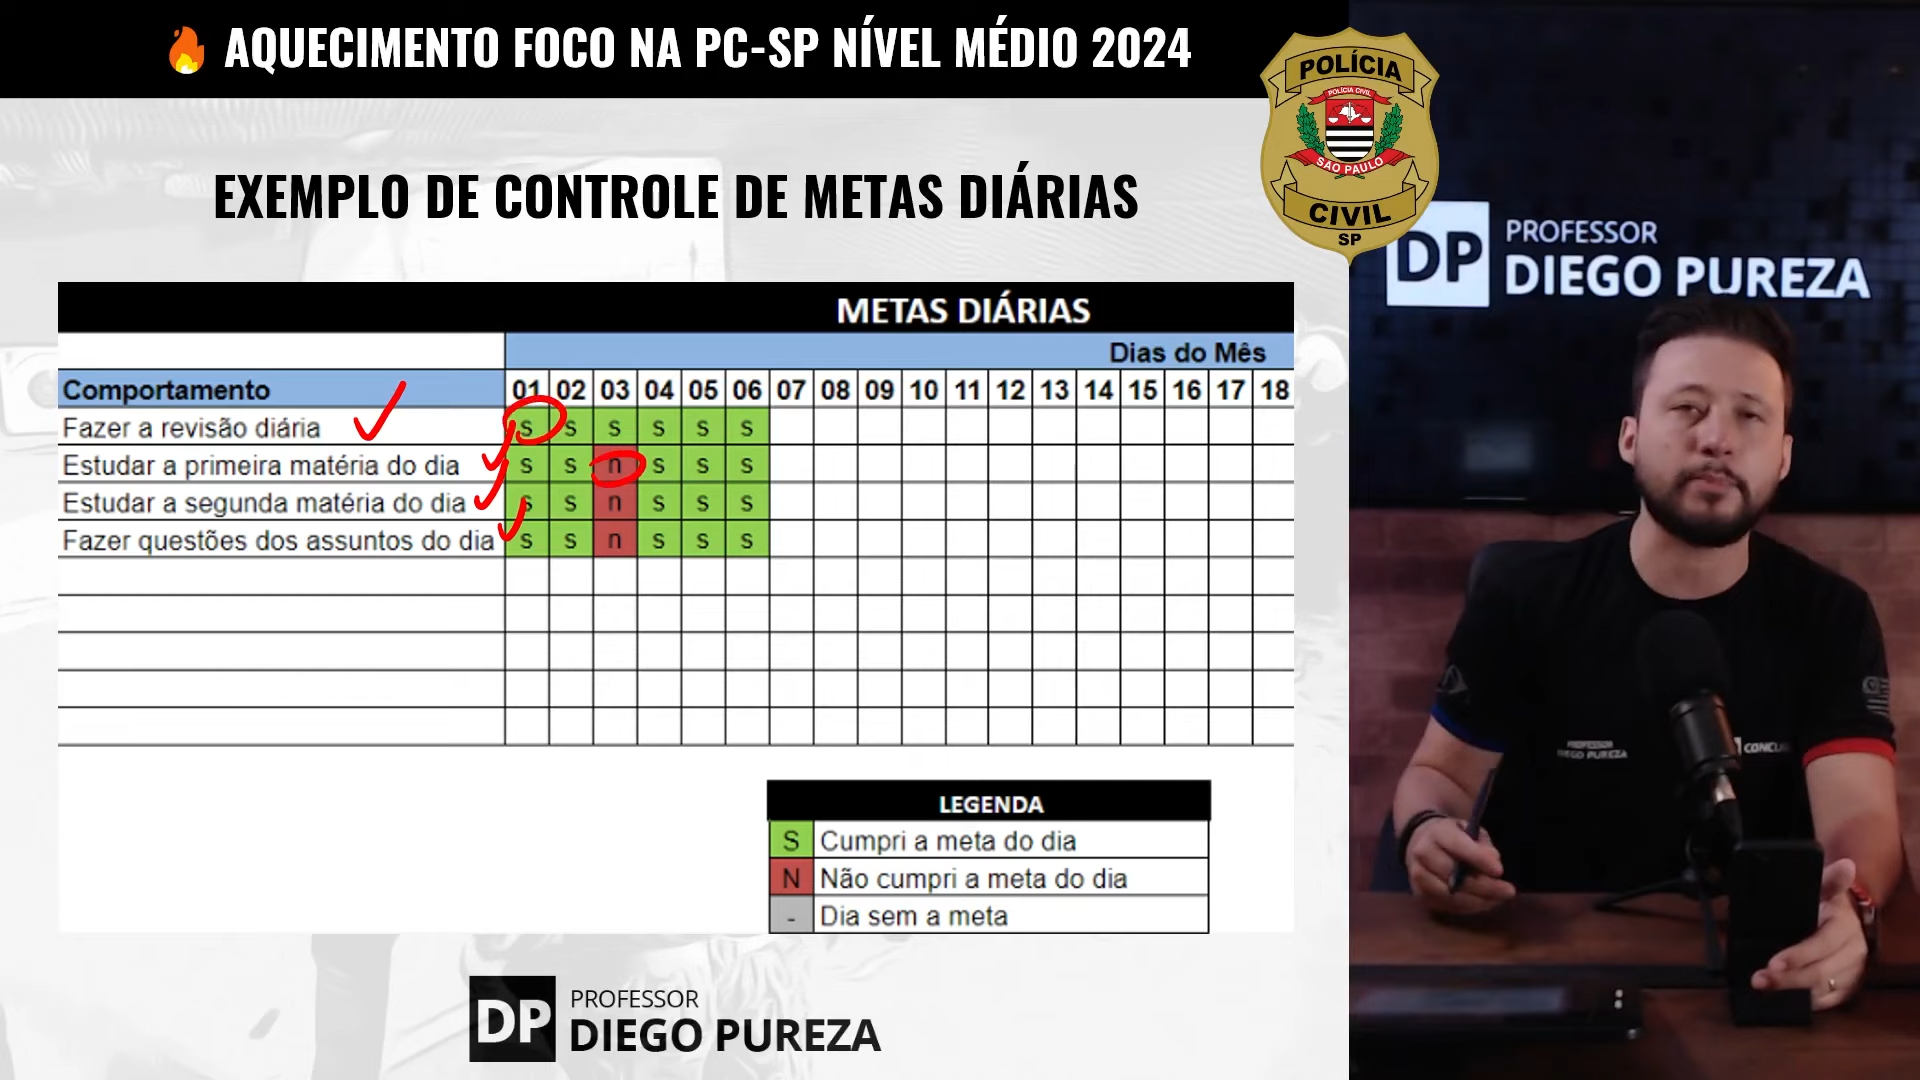 🔥 AQUECIMENTO FOCO NA PC-SP NÍVEL MÉDIO 2024
POLÍCIA
POLÍCIA CIVIL
SÃO PAULO
CIVIL
SP
DP PROFESSOR
DIEGO PUREZA
EXEMPLO DE CONTROLE DE METAS DIÁRIAS
METAS DIÁRIAS
Dias do Mês
Comportamento 01 02 03 04 05 06 07 08 09 10 11 12 13 14 15 16 17 18
Fazer a revisão diária s s s s s s
Estudar a primeira matéria do dia s s n s s s
Estudar a segunda matéria do dia s s n s s s
Fazer questões dos assuntos do dia s s n s s s
LEGENDA
S Cumpri a meta do dia
N Não cumpri a meta do dia
- Dia sem a meta
PROFESSOR
DIEGO PUREZA
DP PROFESSOR
DIEGO PUREZA